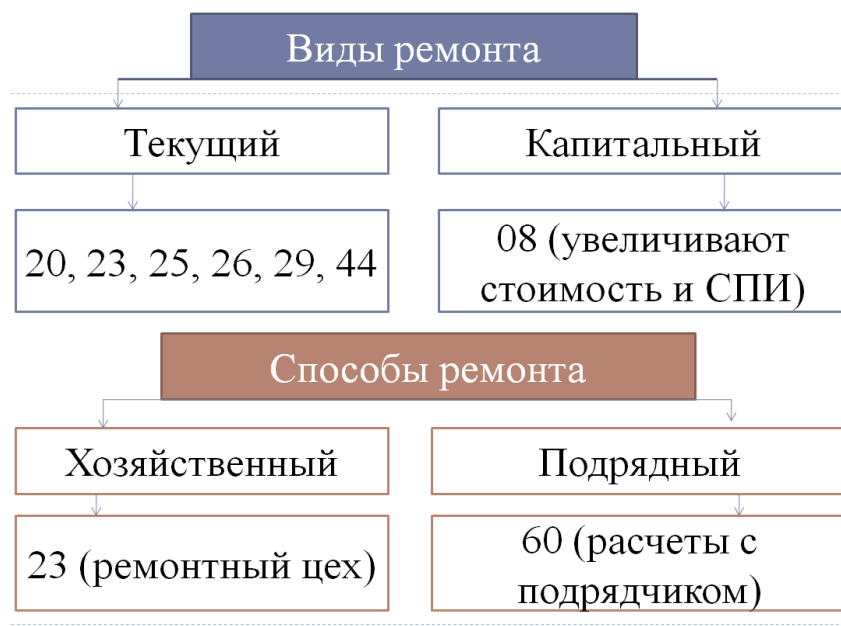 Виды ремонта
Текущий
Капитальный
20, 23, 25, 26, 29, 44
08 (увеличивают
стоимость и СПИ)
Способы ремонта
Хозяйственный
Подрядный
23 (ремонтный цех)
60 (расчеты с
подрядчиком)